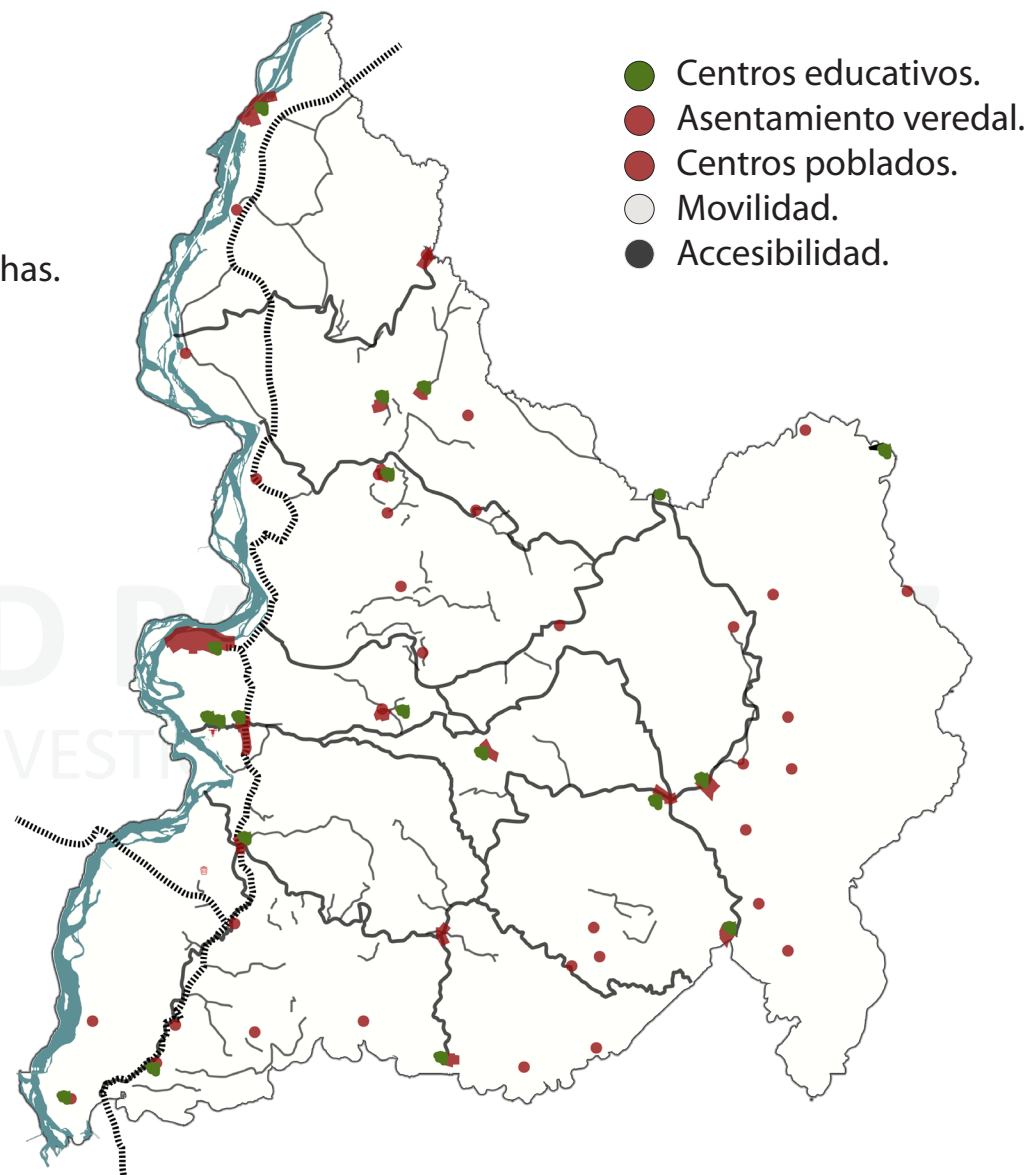 Centros educativos.
Asentamiento veredal.
Centros poblados.
Movilidad.
Accesibilidad.
has.